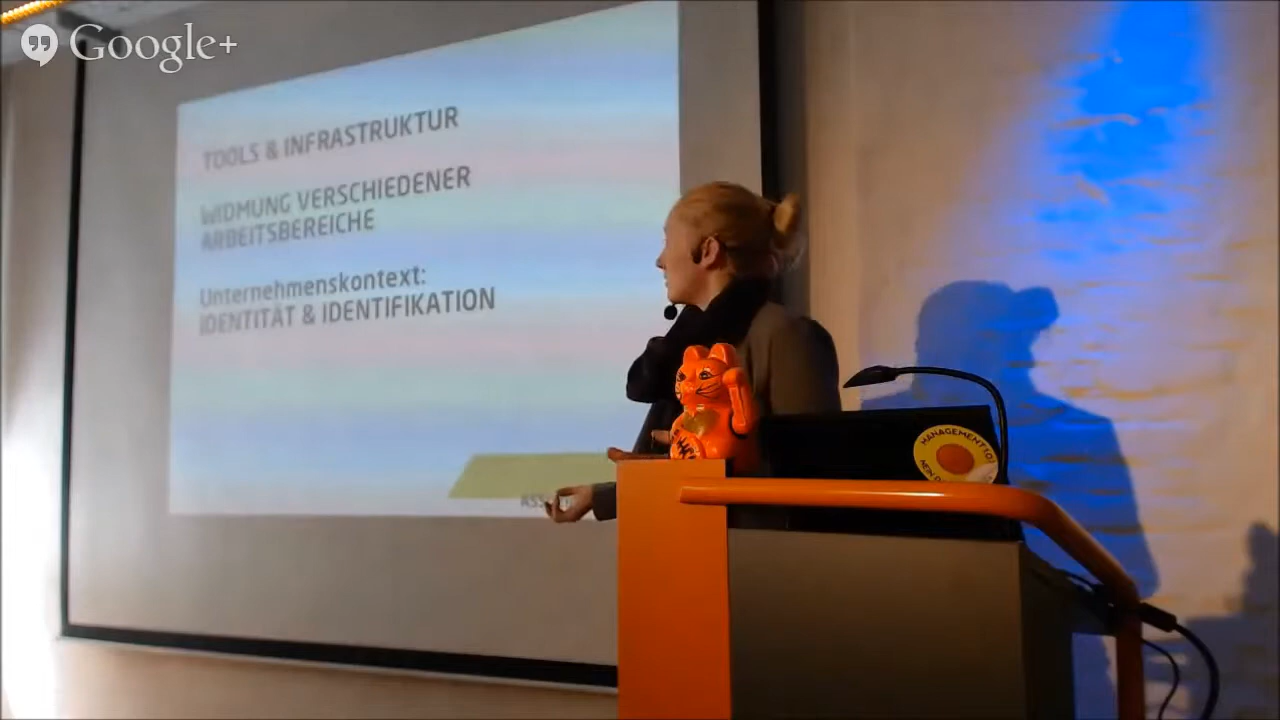 Google+
TOOLS & INFRASTRUKTUR
WIDMUNG VERSCHIEDENER
ARBEITSBEREICHE
Unternehmenskontext:
IDENTITÄT & IDENTIFIKATION
MANAGEMENT